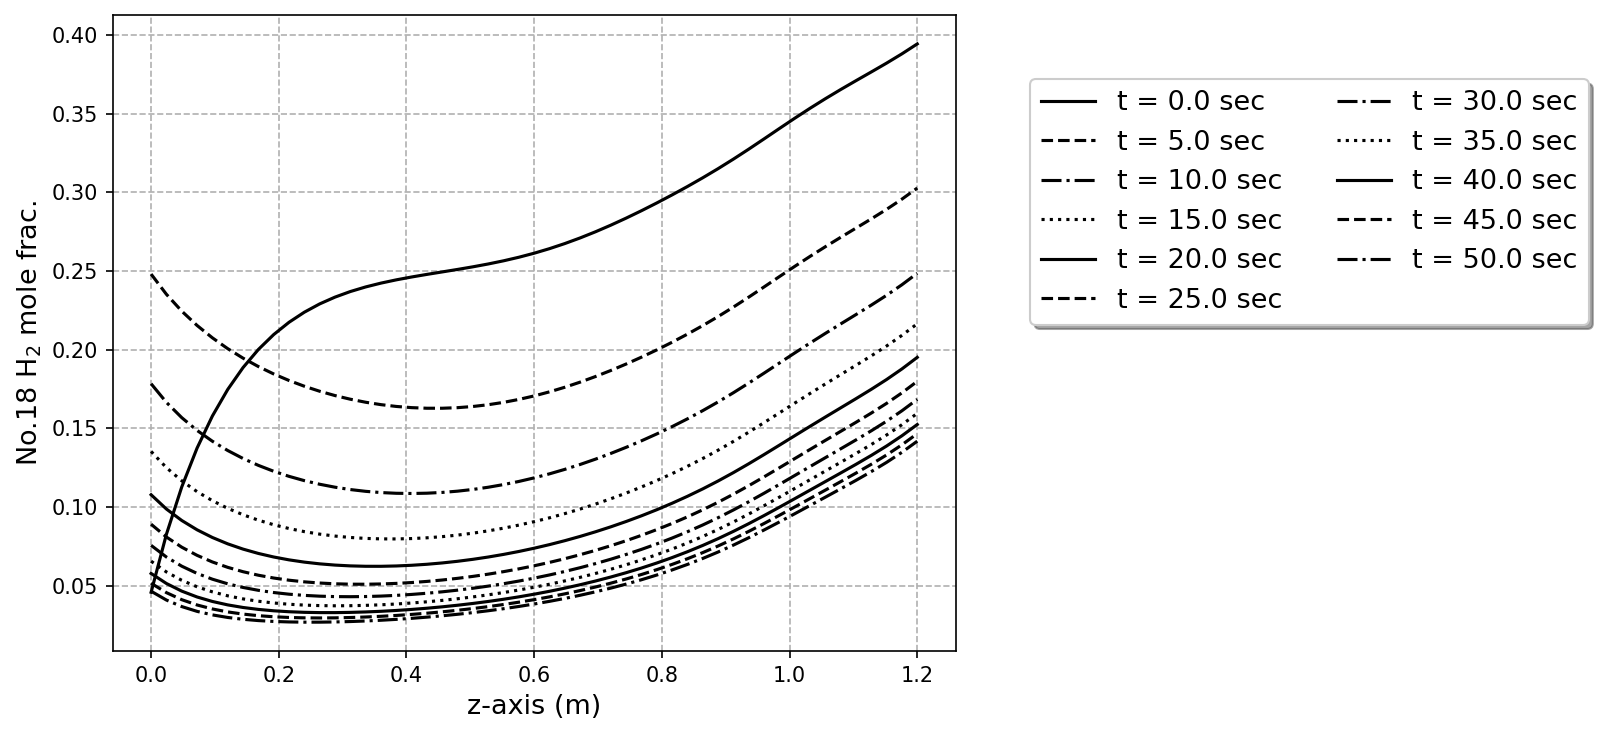 0.40
0.35
0.30
0.25
0.20
0.15
0.10
0.05
No.18 H₂ mole frac.
0.0 0.2 0.4 0.6 0.8 1.0 1.2
z-axis (m)
t = 0.0 sec
t = 5.0 sec
t = 10.0 sec
t = 15.0 sec
t = 20.0 sec
t = 25.0 sec
t = 30.0 sec
t = 35.0 sec
t = 40.0 sec
t = 45.0 sec
t = 50.0 sec